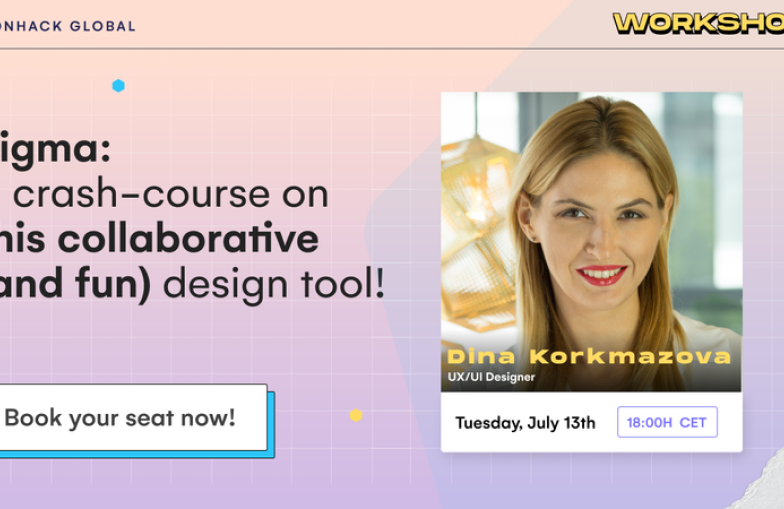 ONHACK GLOBAL
WORKSHO
igma:
crash-course on
his collaborative
and fun) design tool!
Book your seat now!
Dina Korkmazova
UX/UI Designer
Tuesday, July 13th
18:00H CET